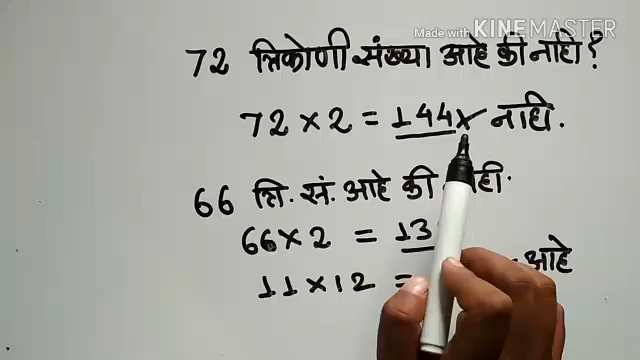 Made with KINEMASTER
72 त्रिकोणी संख्या आहे की नाही?
72 × 2 = 144 × नाही.
66 त्रि. सं. आहे की नाही.
66 × 2 = 13
11 × 12 = आहे